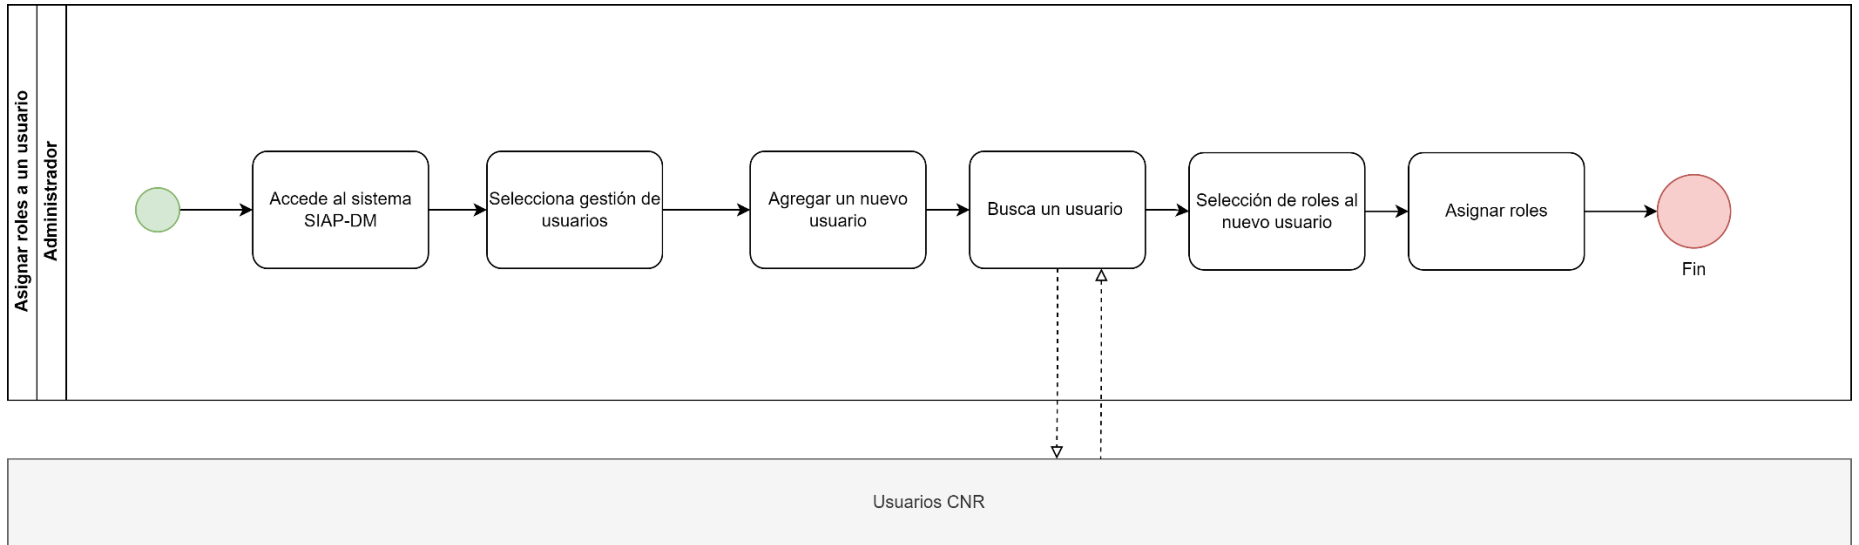 Asignar roles a un usuario
Administrador
Accede al sistema
SIAP-DM
Selecciona gestión de
usuarios
Agregar un nuevo
usuario
Busca un usuario
Selección de roles al
nuevo usuario
Asignar roles
Fin
Usuarios CNR